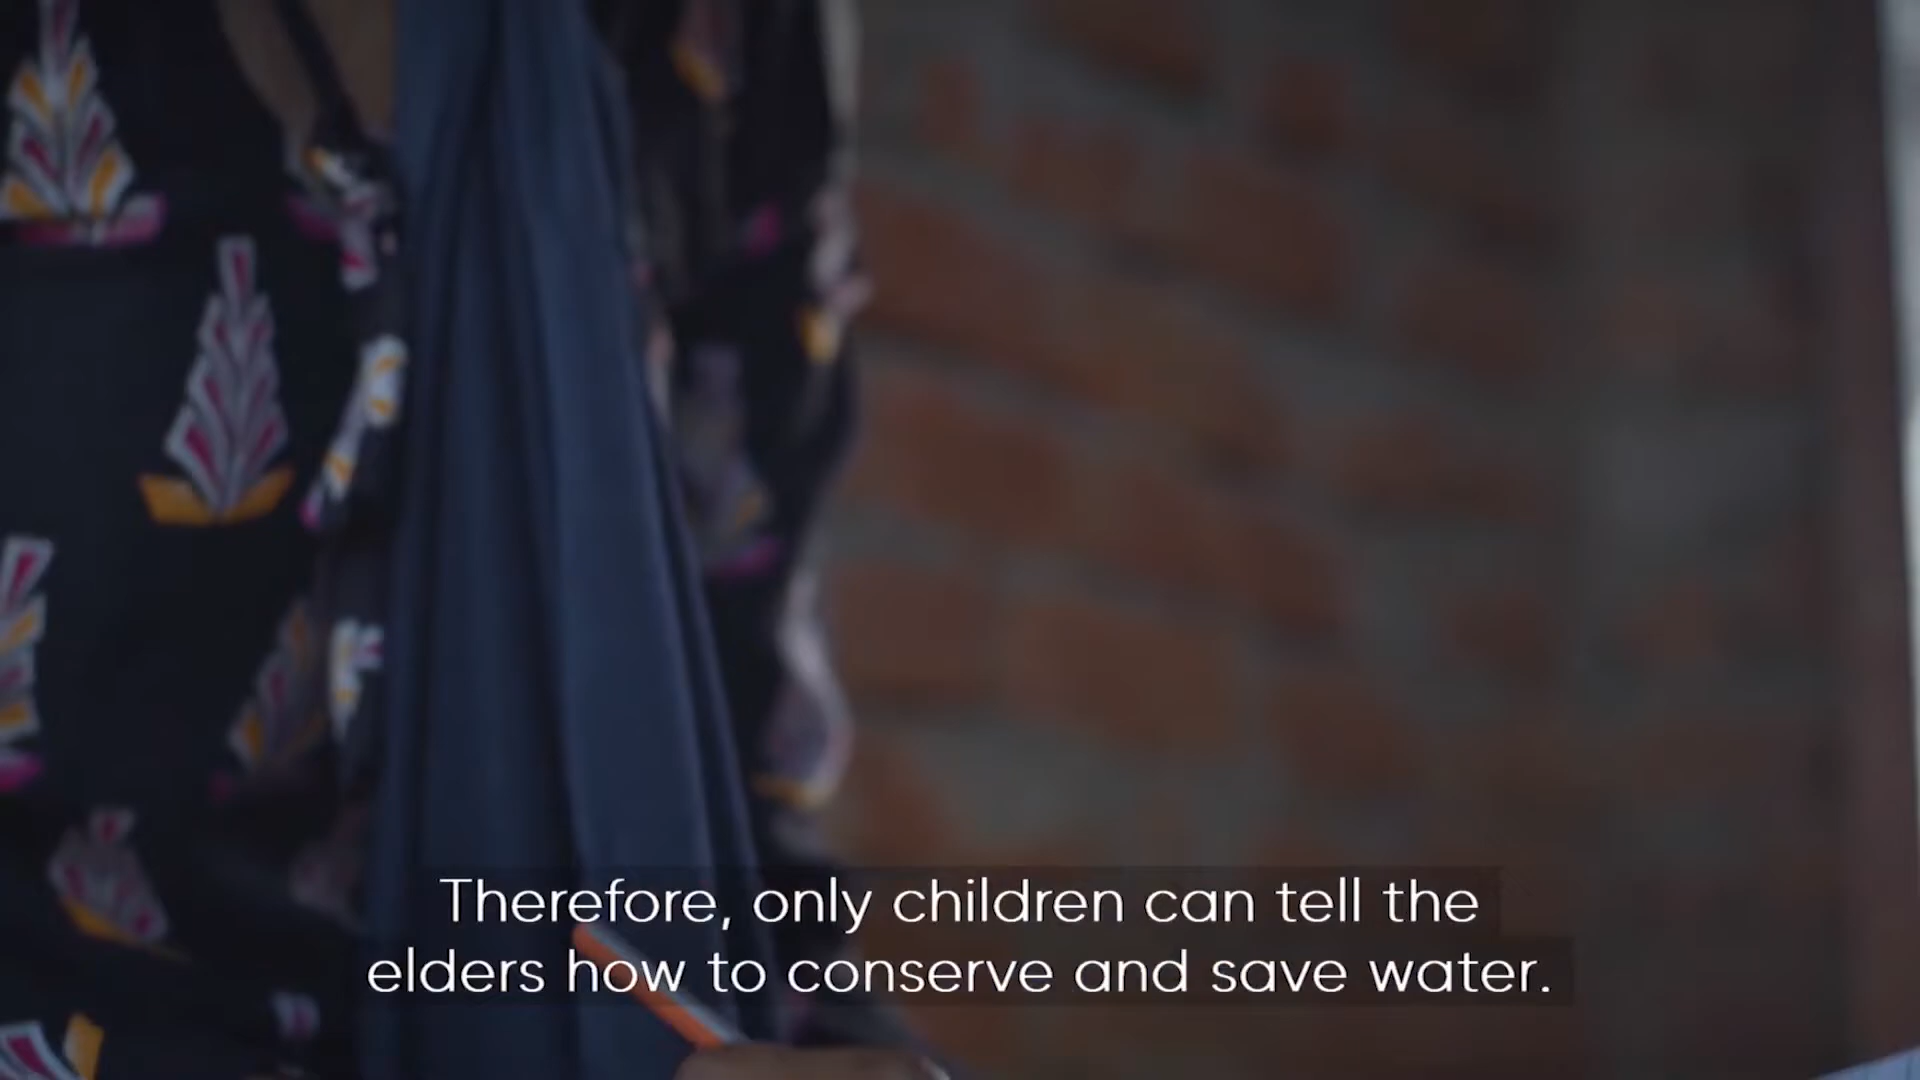 Therefore, only children can tell the
elders how to conserve and save water.